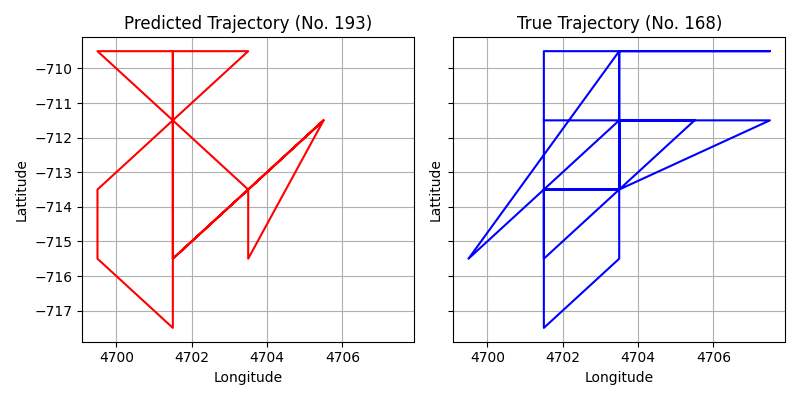 Predicted Trajectory (No. 193)
−710
−711
−712
−713
−714
−715
−716
−717
Lattitude
4700
4702
4704
4706
Longitude
True Trajectory (No. 168)
Lattitude
4700
4702
4704
4706
Longitude